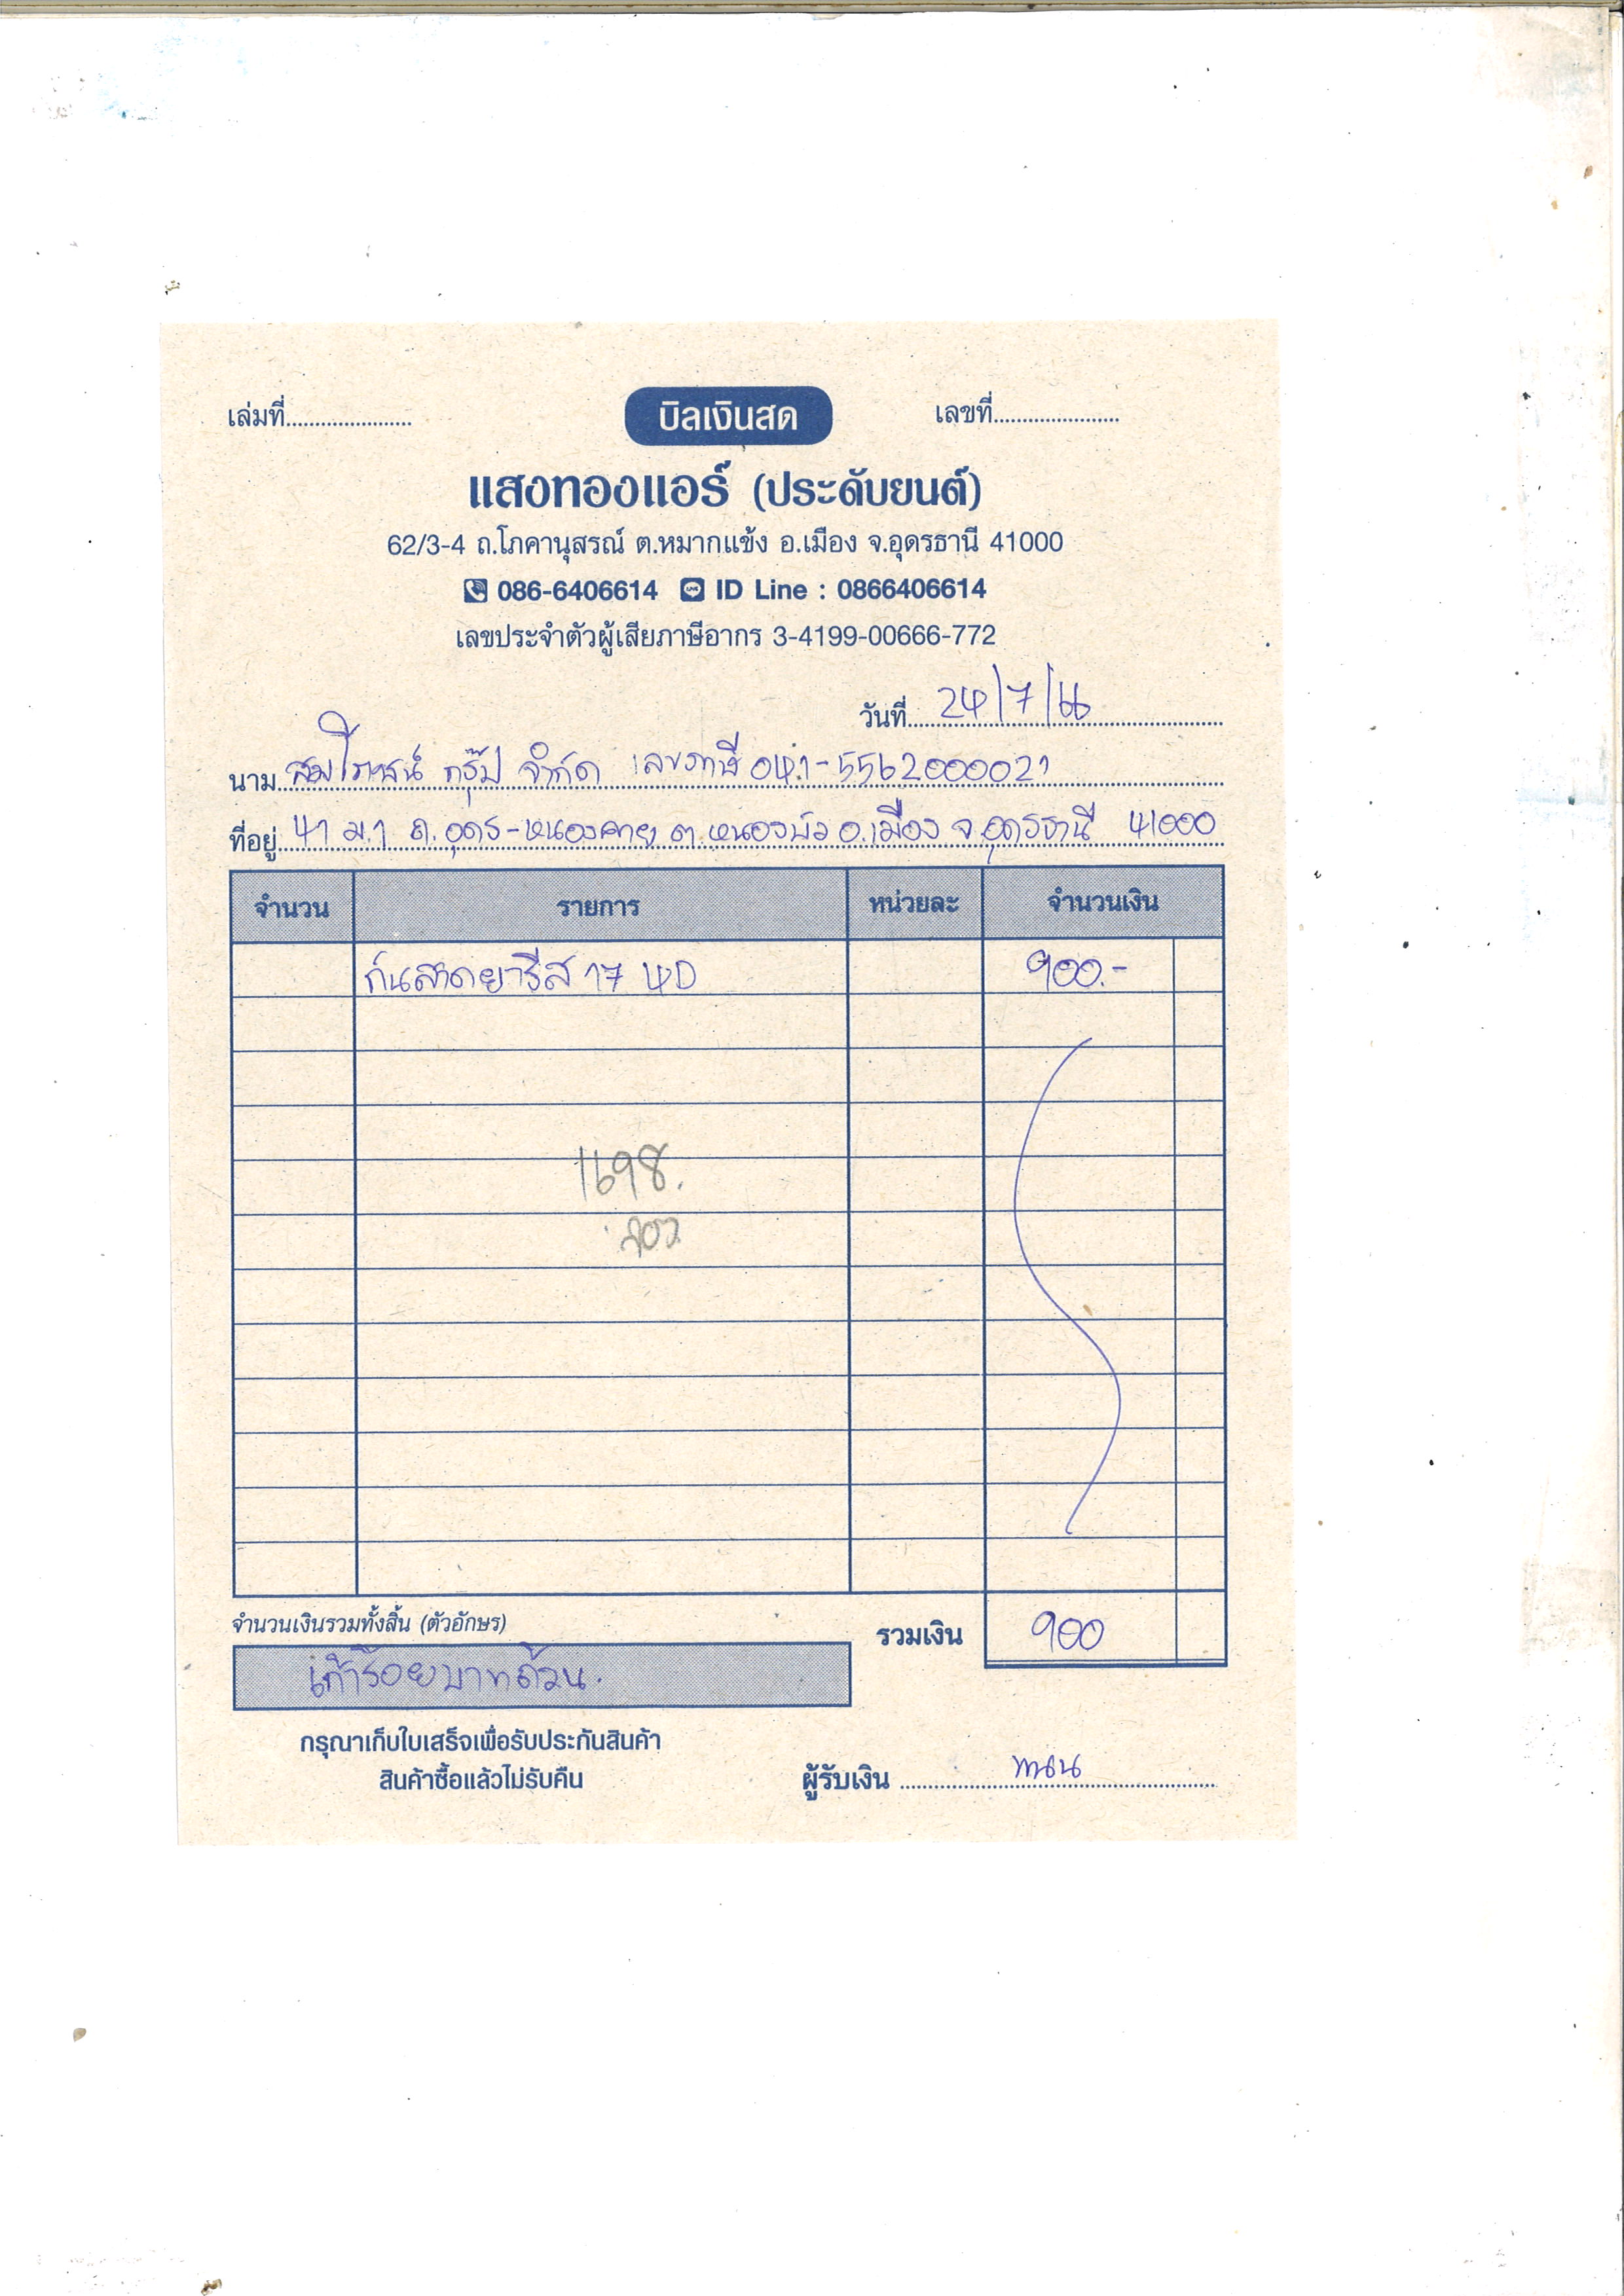 เล่มที่..................... บิลเงินสด เลขที่.....................
แสงทองแอร์ (ประดับยนต์)
62/3-4 ถ.โภคานุสรณ์ ต.หมากแข้ง อ.เมือง จ.อุดรธานี 41000
086-6406614 ID Line : 0866406614
เลขประจำตัวผู้เสียภาษีอากร 3-4199-00666-772
วันที่ 24/7/66
นาม สมโภาสน์ กรุ๊ป จำกัด เลขภาษี 041-5562000021
ที่อยู่ 41 ม.1 ถ.อุดร-หนองคาย ต.หนองบัว อ.เมือง จ.อุดรธานี 41000
จำนวน รายการ หน่วยละ จำนวนเงิน
กันสาดยารีส 17 4D 900.-
1698.
จำนวนเงินรวมทั้งสิ้น (ตัวอักษร) รวมเงิน 900
เก้าร้อยบาทถ้วน.
กรุณาเก็บใบเสร็จเพื่อรับประกันสินค้า
สินค้าซื้อแล้วไม่รับคืน ผู้รับเงิน